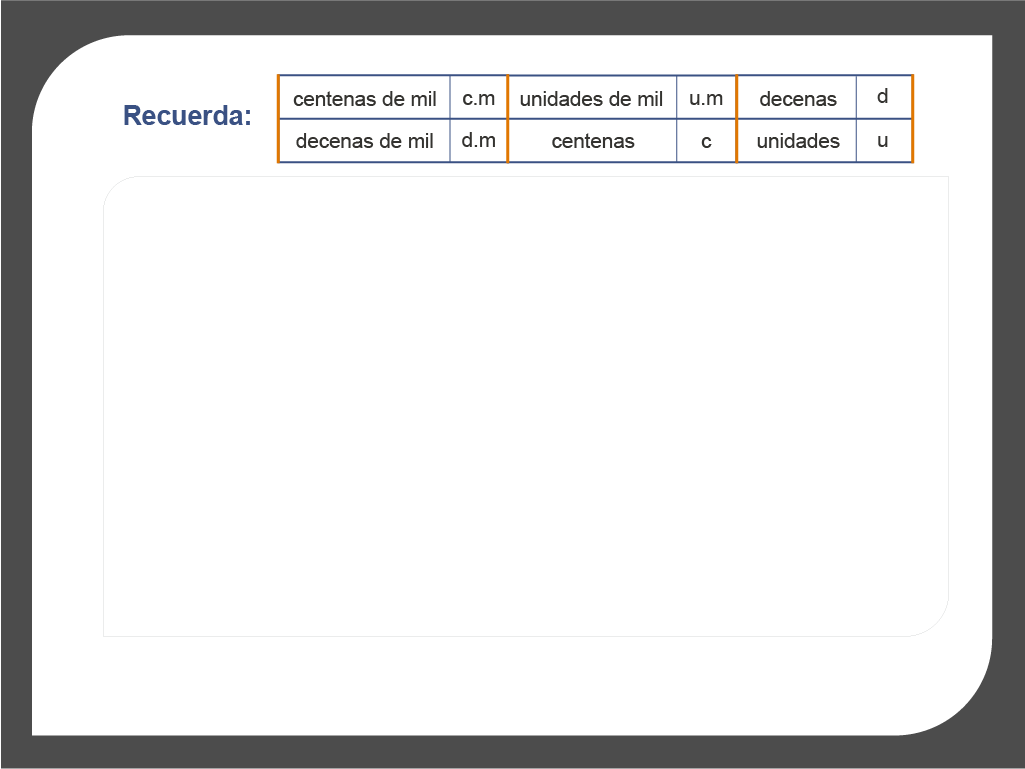 Recuerda:
centenas de mil c.m unidades de mil u.m decenas d
decenas de mil d.m centenas c unidades u